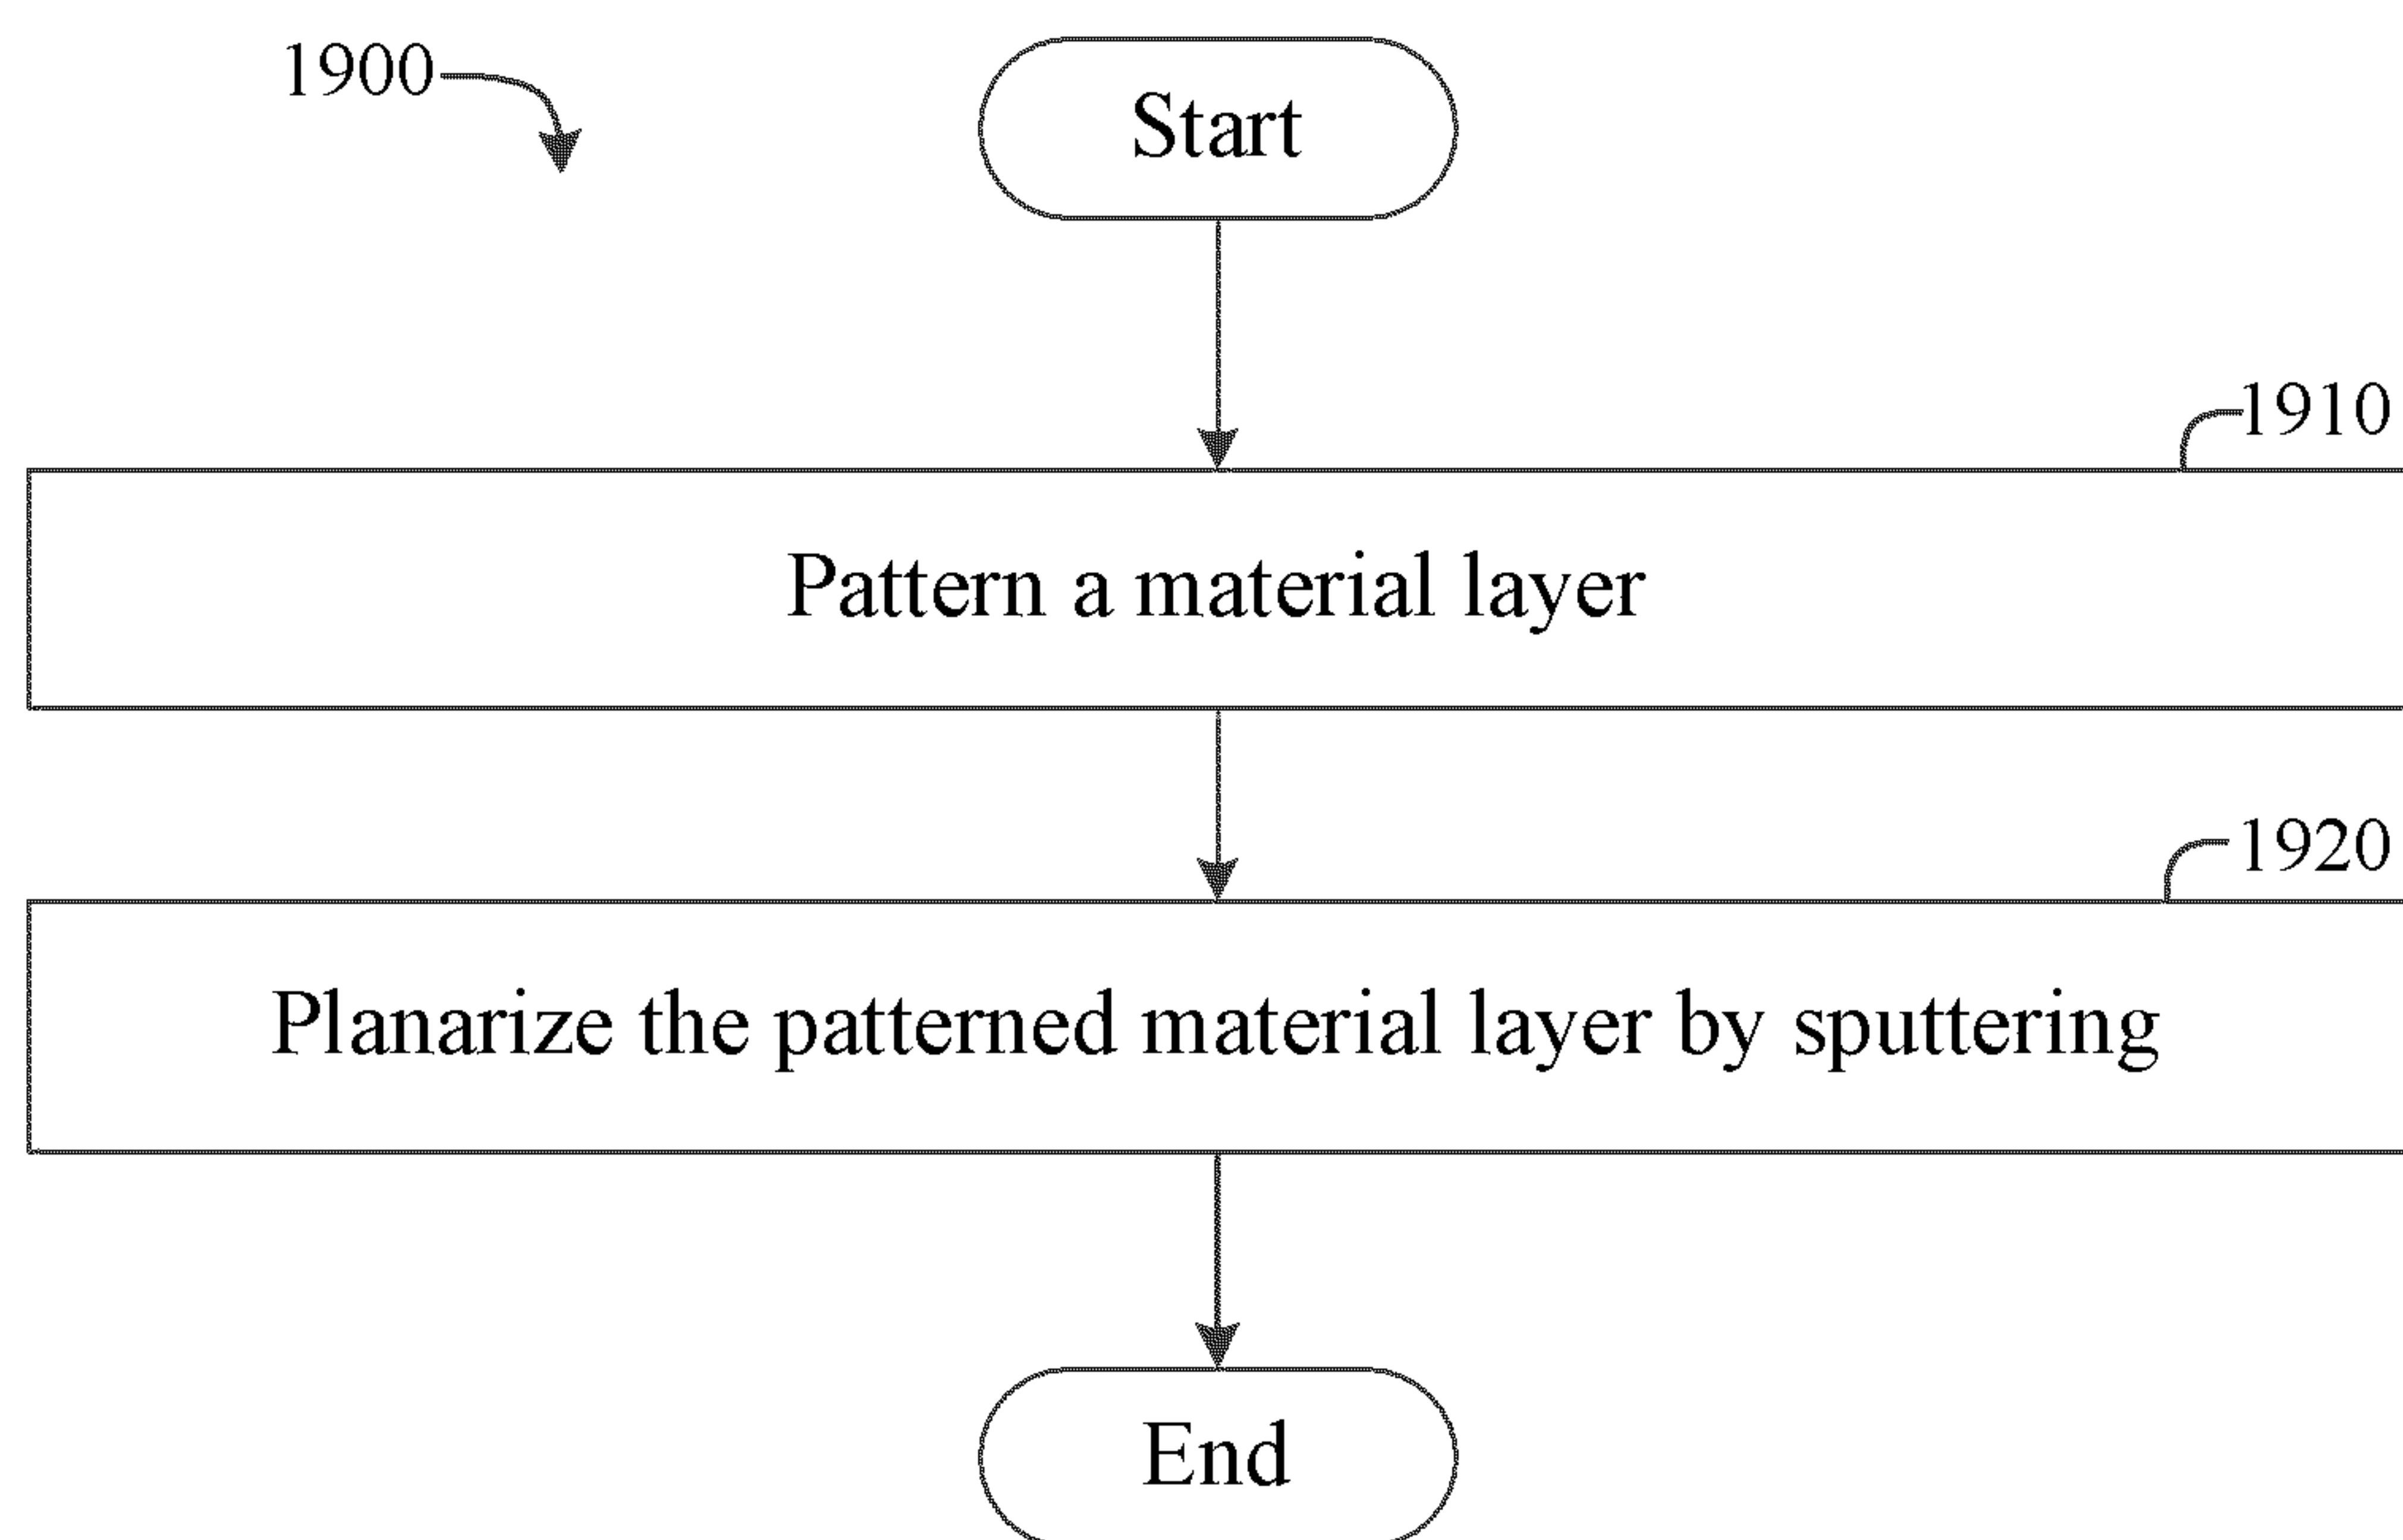 1900
Start
1910
Pattern a material layer
1920
Planarize the patterned material layer by sputtering
End